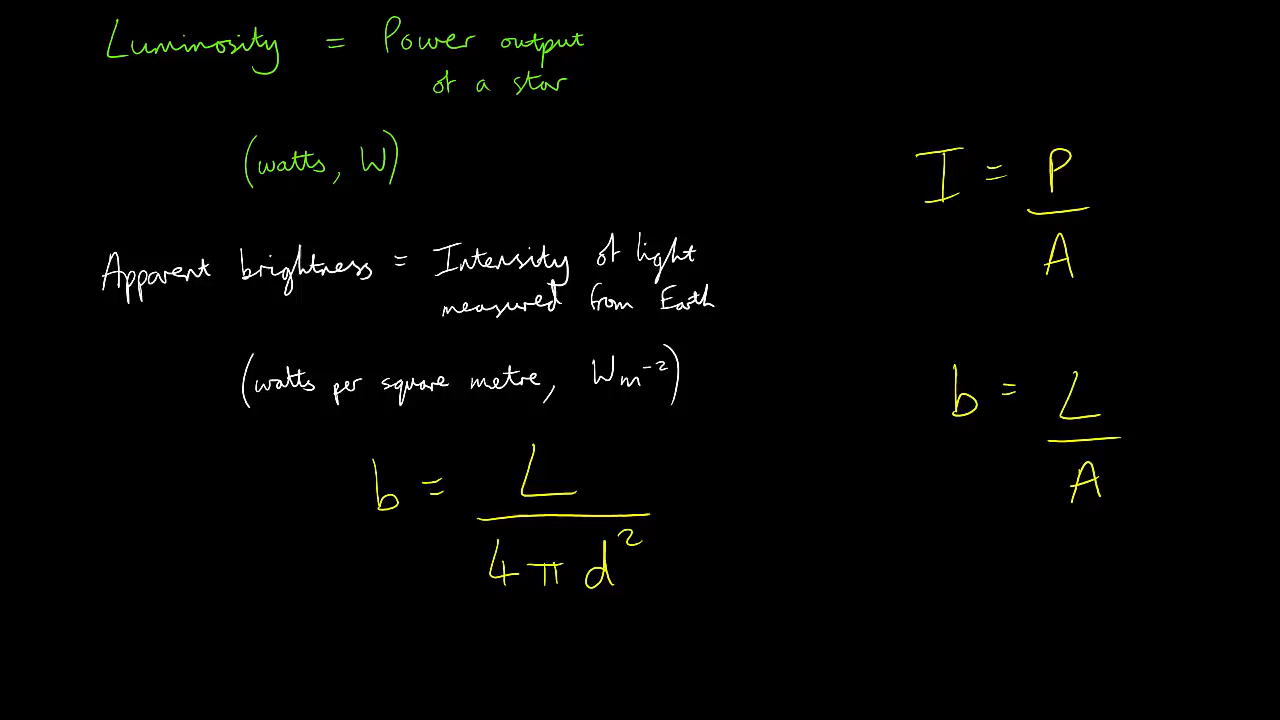 Luminosity = Power output
of a star
(watts, W)
I = P
A
Apparent brightness = Intensity of light
measured from Earth
(watts per square metre, Wm⁻²)
b = L
A
b = L
4πd²